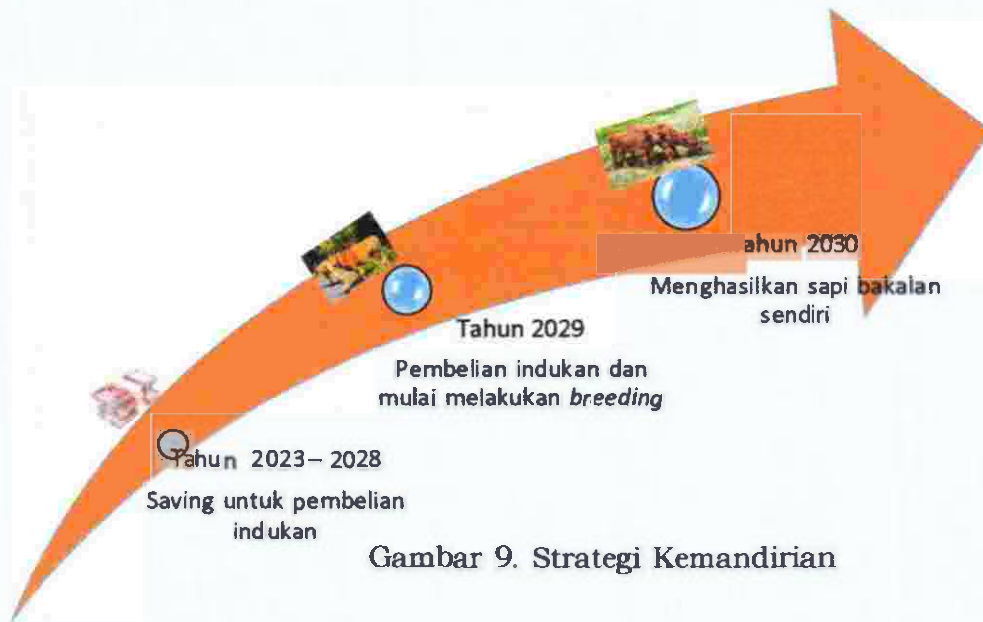 ahun 2030
Menghasilkan sapi bakalan
sendiri
Tahun 2029
Pembelian indukan dan
mulai melakukan breeding
Tahun 2023 – 2028
Saving untuk pembelian
indukan
Gambar 9. Strategi Kemandirian